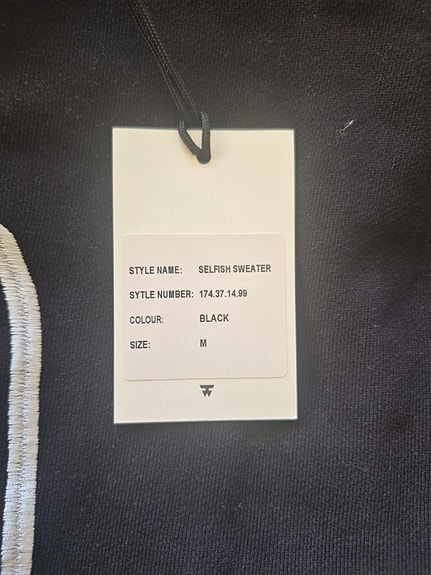 STYLE NAME: SELFISH SWEATER
SYTLE NUMBER: 174.37.14.99
COLOUR: BLACK
SIZE: M